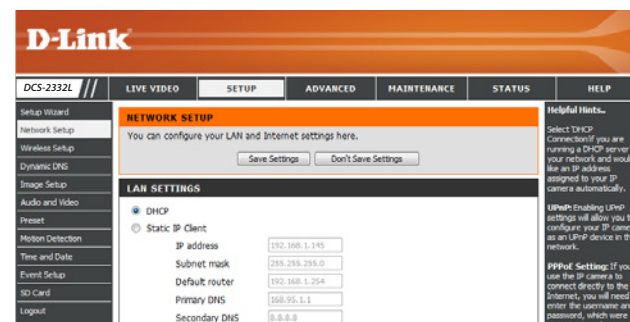 D-Link
DCS-2332L
LIVE VIDEO
SETUP
ADVANCED
MAINTENANCE
STATUS
HELP
Setup Wizard
Network Setup
Wireless Setup
Dynamic DNS
Image Setup
Audio and Video
Preset
Motion Detection
Time and Date
Event Setup
SD Card
Logout
NETWORK SETUP
You can configure your LAN and Internet settings here.
Save Settings
Don't Save Settings
LAN SETTINGS
DHCP
Static IP Client
IP address 192.168.1.145
Subnet mask 255.255.255.0
Default router 192.168.1.254
Primary DNS 168.95.1.1
Secondary DNS 0.0.0.0
Helpful Hints..
Select 'DHCP
Connection'if you are
running a DHCP server
your network and would
like an IP address
assigned to your IP
camera automatically.
UPnP: Enabling UPnP
settings will allow you t
configure your IP came
as an UPnP device in th
network.
PPPoE Setting: If you
use the IP camera to
connect directly to the
Internet, you will need
enter the username an
password, which were